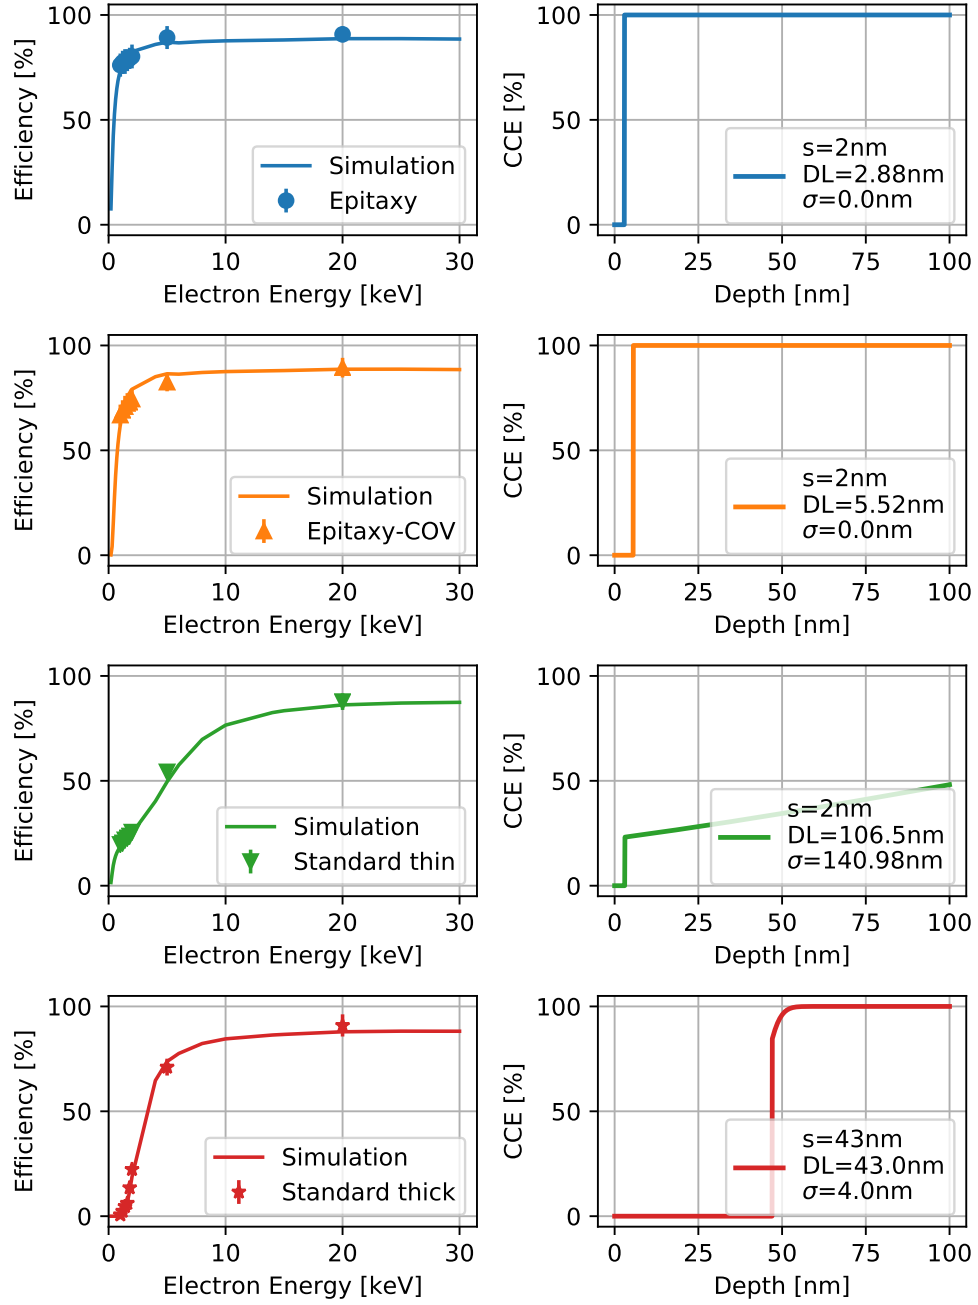 Efficiency [%]
100
50
0
0 10 20 30
Electron Energy [keV]
Simulation
Epitaxy
CCE [%]
100
50
0
0 25 50 75 100
Depth [nm]
s=2nm
DL=2.88nm
σ=0.0nm
Efficiency [%]
100
50
0
0 10 20 30
Electron Energy [keV]
Simulation
Epitaxy-COV
CCE [%]
100
50
0
0 25 50 75 100
Depth [nm]
s=2nm
DL=5.52nm
σ=0.0nm
Efficiency [%]
100
50
0
0 10 20 30
Electron Energy [keV]
Simulation
Standard thin
CCE [%]
100
50
0
0 25 50 75 100
Depth [nm]
s=2nm
DL=106.5nm
σ=140.98nm
Efficiency [%]
100
50
0
0 10 20 30
Electron Energy [keV]
Simulation
Standard thick
CCE [%]
100
50
0
0 25 50 75 100
Depth [nm]
s=43nm
DL=43.0nm
σ=4.0nm